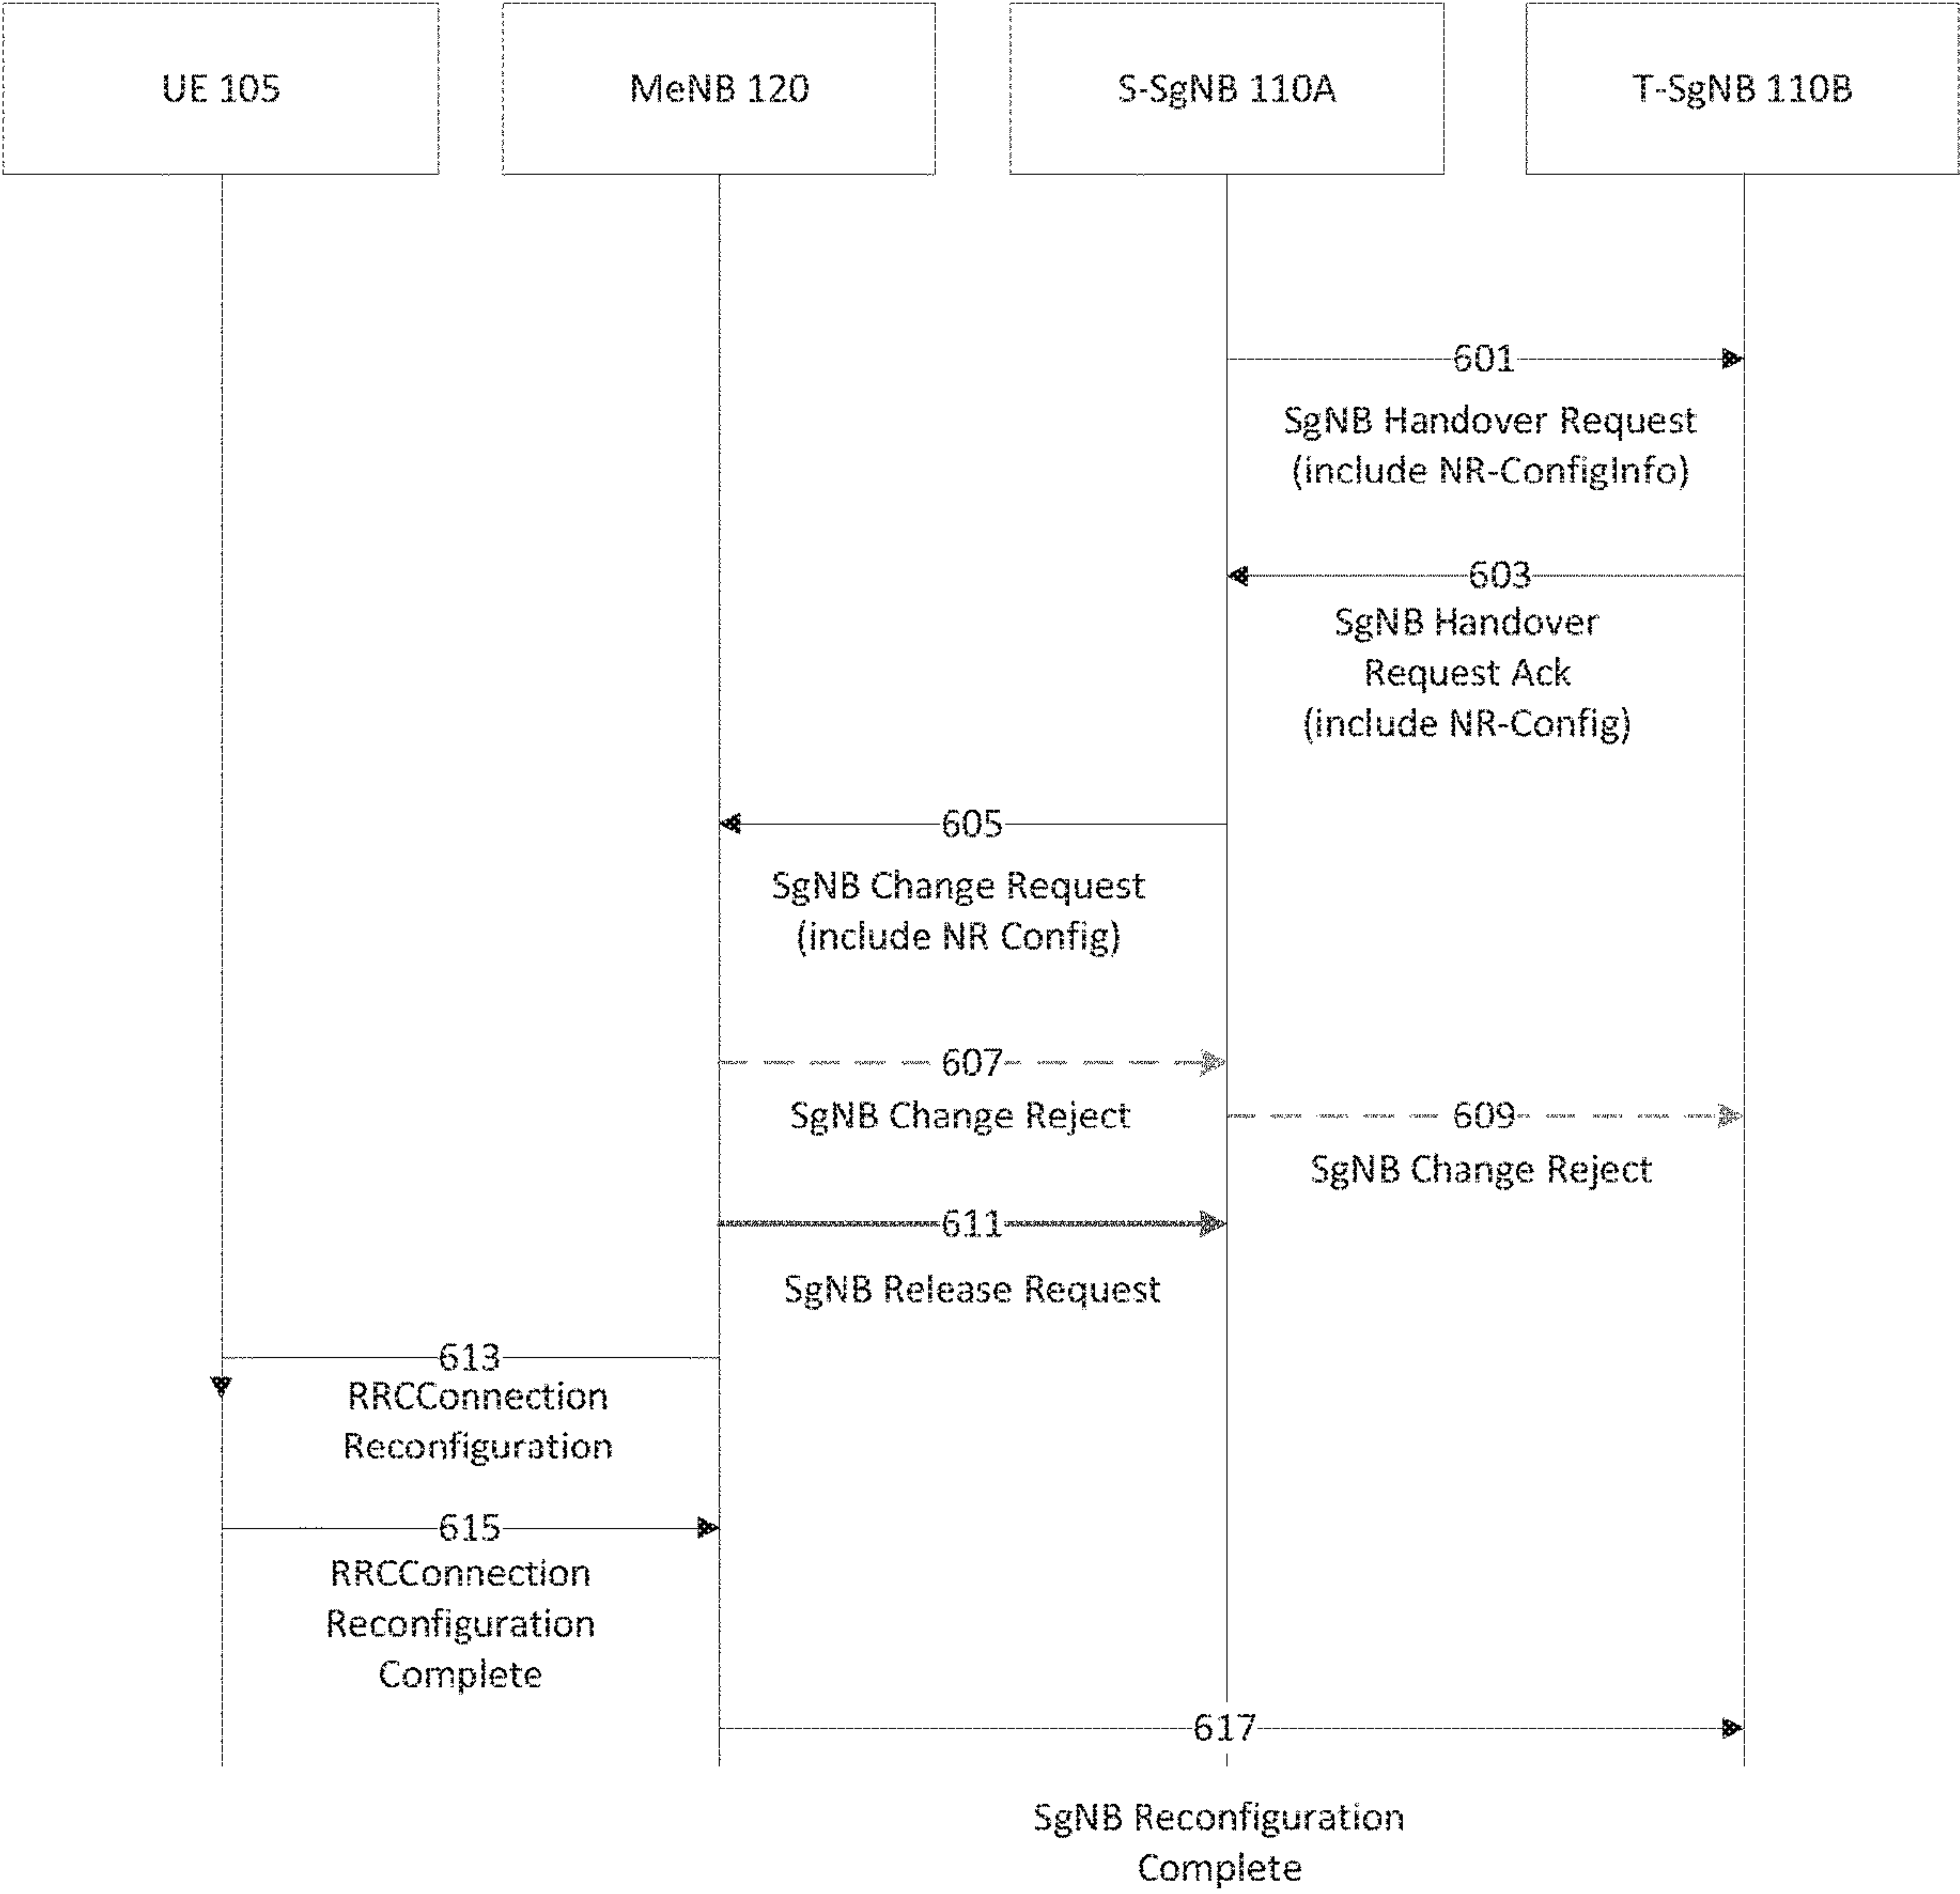 UE 105
MeNB 120
S-SgNB 110A
T-SgNB 110B
601
SgNB Handover Request
(include NR-ConfigInfo)
603
SgNB Handover
Request Ack
(include NR-Config)
605
SgNB Change Request
(include NR Config)
607
SgNB Change Reject
609
SgNB Change Reject
611
SgNB Release Request
613
RRCConnection
Reconfiguration
615
RRCConnection
Reconfiguration
Complete
617
SgNB Reconfiguration
Complete